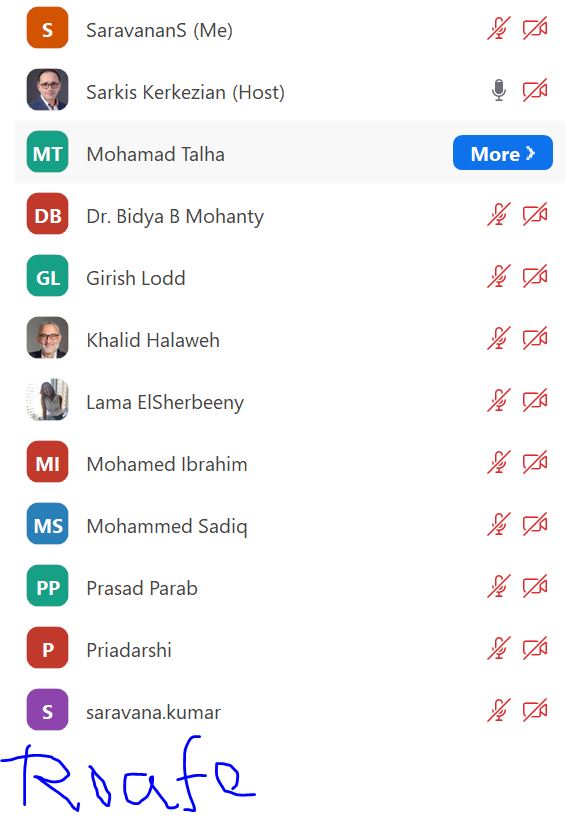 S SaravananS (Me)
Sarkis Kerkezian (Host)
MT Mohamad Talha More
DB Dr. Bidya B Mohanty
GL Girish Lodd
Khalid Halaweh
Lama ElSherbeeny
MI Mohamed Ibrahim
MS Mohammed Sadiq
PP Prasad Parab
P Priadarshi
S saravana.kumar